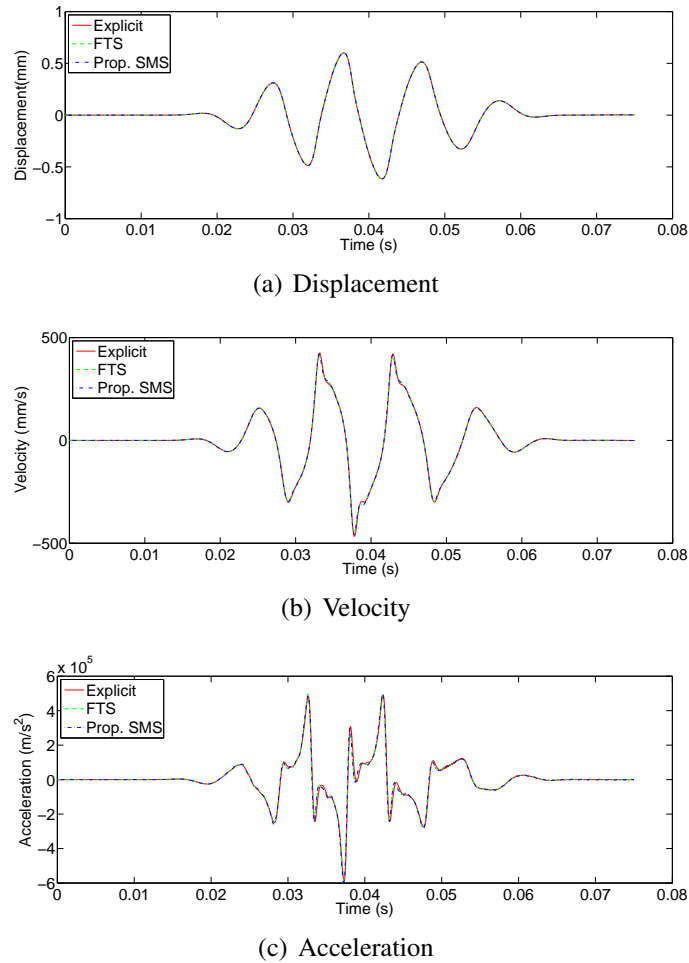 1
0.5
0
−0.5
−1
Displacement(mm)
Explicit
FTS
Prop. SMS
0 0.01 0.02 0.03 0.04 0.05 0.06 0.07 0.08
Time (s)
(a) Displacement
500
0
−500
Velocity (mm/s)
Explicit
FTS
Prop. SMS
0 0.01 0.02 0.03 0.04 0.05 0.06 0.07 0.08
Time (s)
(b) Velocity
x 10^5
6
4
2
0
−2
−4
−6
Acceleration (m/s²)
Explicit
FTS
Prop. SMS
0 0.01 0.02 0.03 0.04 0.05 0.06 0.07 0.08
Time (s)
(c) Acceleration